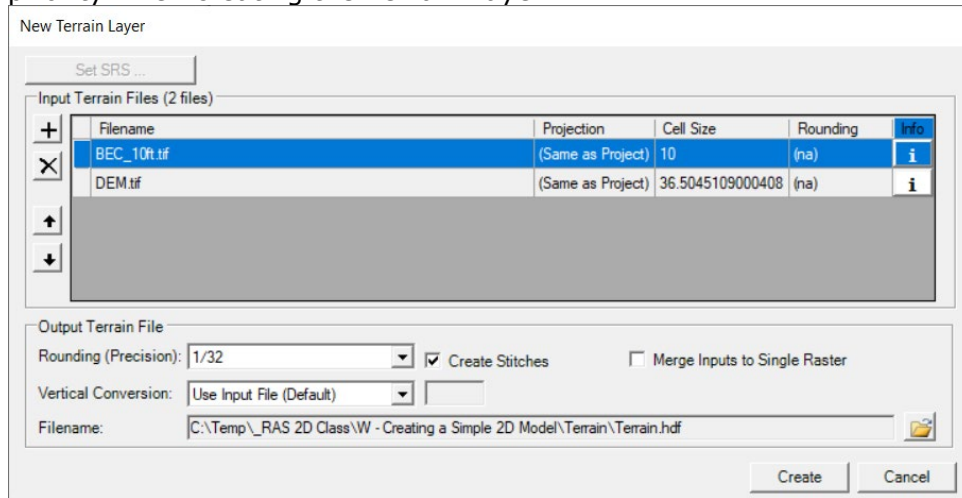 New Terrain Layer
Set SRS ...
Input Terrain Files (2 files)
Filename Projection Cell Size Rounding Info
BEC_10ft.tif (Same as Project) 10 (na) i
DEM.tif (Same as Project) 36.5045109000408 (na) i
Output Terrain File
Rounding (Precision): 1/32 Create Stitches Merge Inputs to Single Raster
Vertical Conversion: Use Input File (Default)
Filename: C:\Temp\_RAS 2D Class\W - Creating a Simple 2D Model\Terrain\Terrain.hdf
Create Cancel